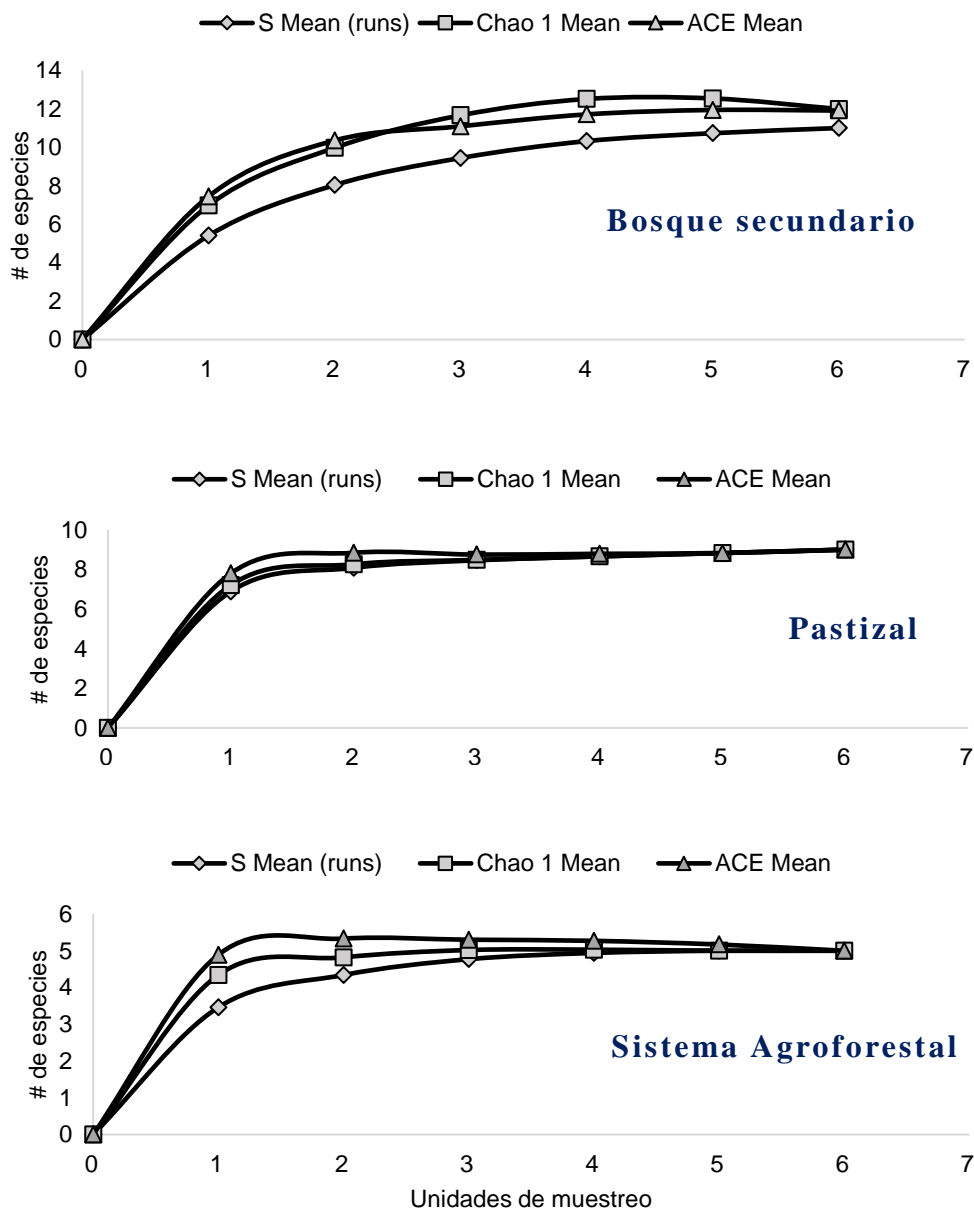 S Mean (runs) Chao 1 Mean ACE Mean
14
12
10
8
6
4
2
0
# de especies
Bosque secundario
0 1 2 3 4 5 6 7
S Mean (runs) Chao 1 Mean ACE Mean
10
8
6
4
2
0
# de especies
Pastizal
0 1 2 3 4 5 6 7
S Mean (runs) Chao 1 Mean ACE Mean
6
5
4
3
2
1
0
# de especies
Sistema Agroforestal
0 1 2 3 4 5 6 7
Unidades de muestreo